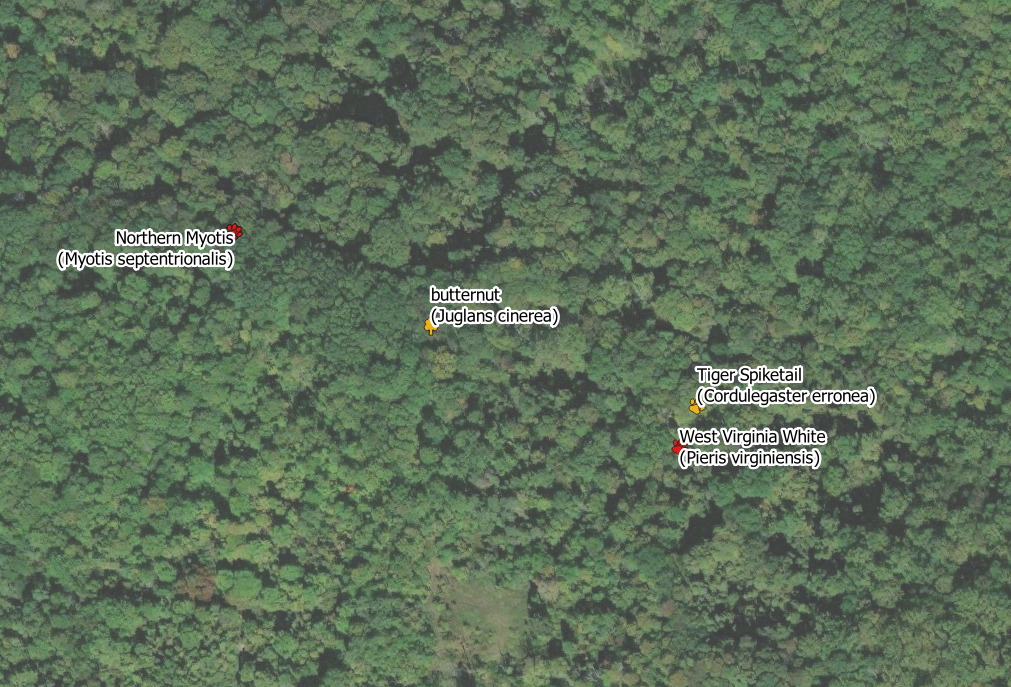 Northern Myotis
(Myotis septentrionalis)
butternut
(Juglans cinerea)
Tiger Spiketail
(Cordulegaster erronea)
West Virginia White
(Pieris virginiensis)